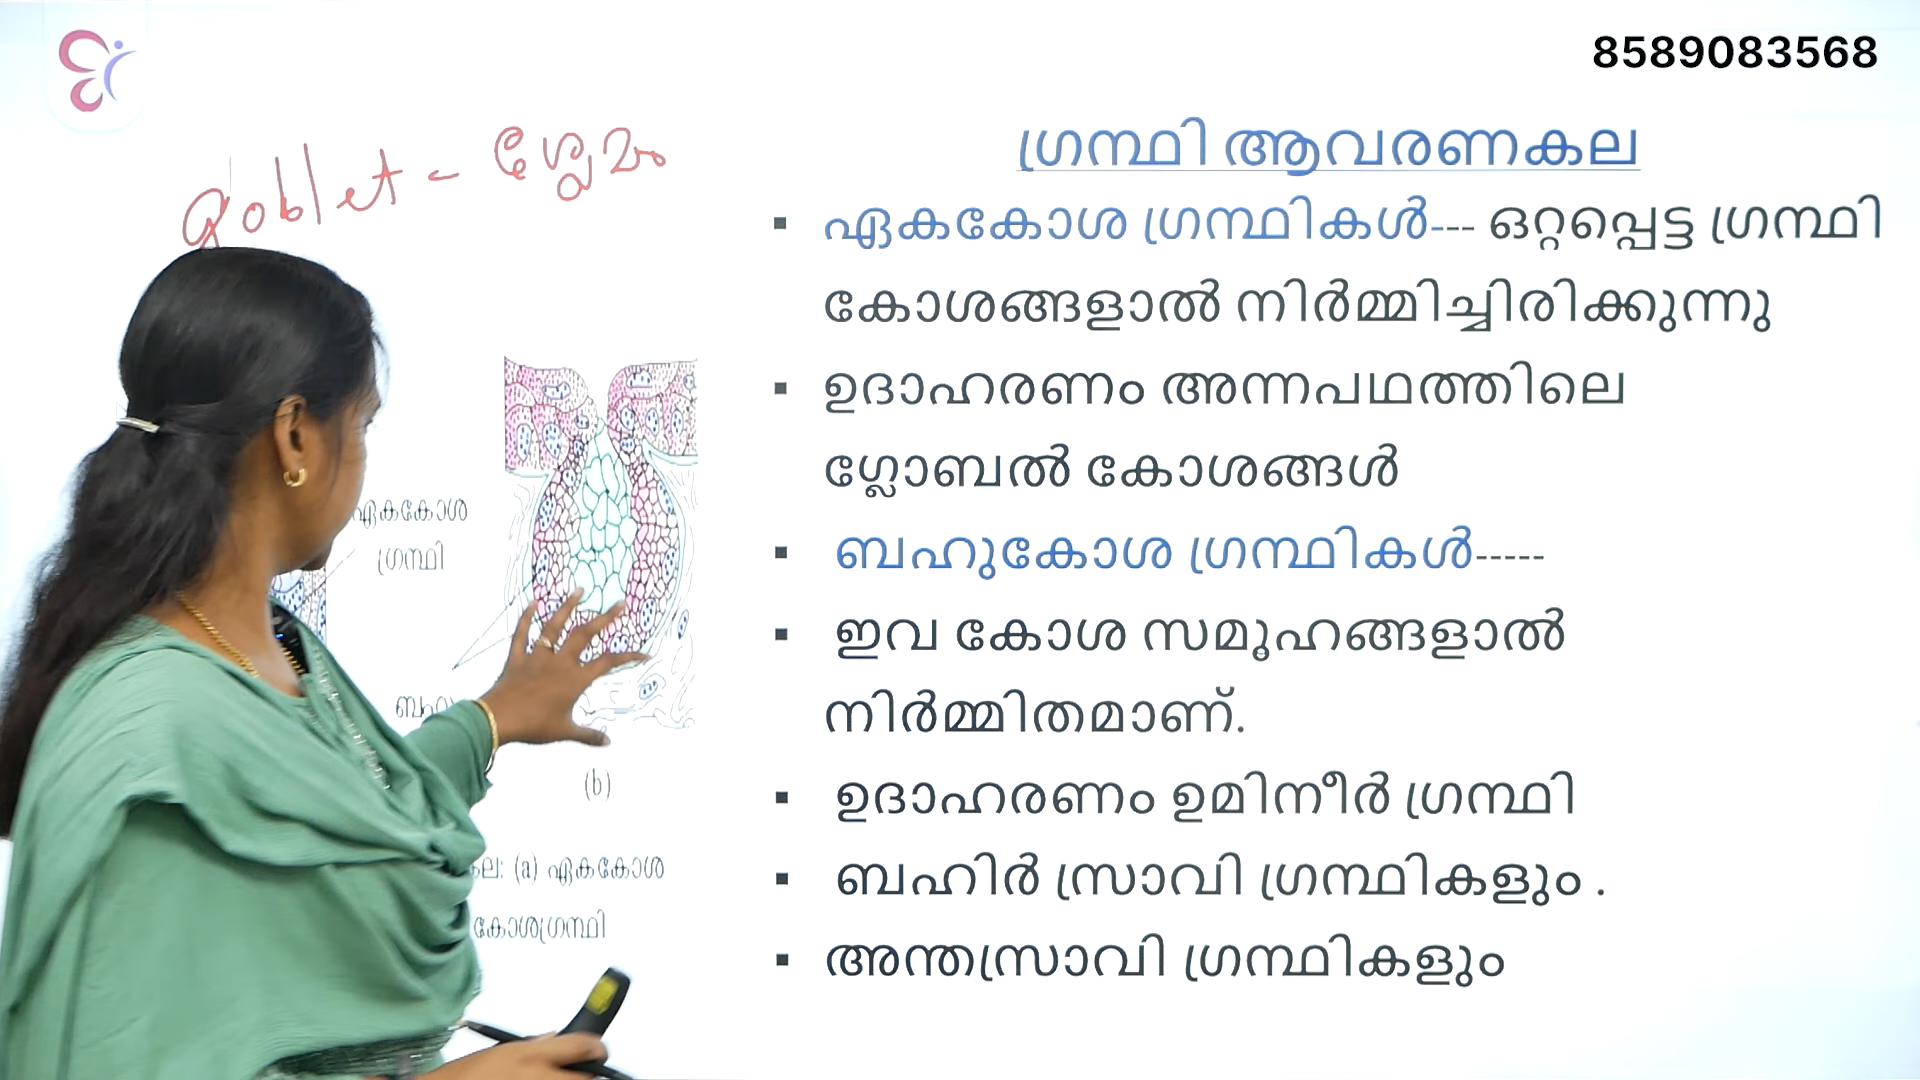 8589083568
Goblet - ശ്ലേമം
ഗ്രന്ഥി ആവരണകല
▪ ഏകകോശ ഗ്രന്ഥികൾ--- ഒറ്റപ്പെട്ട ഗ്രന്ഥി
കോശങ്ങളാൽ നിർമ്മിച്ചിരിക്കുന്നു
▪ ഉദാഹരണം അന്നപഥത്തിലെ
ഗ്ലോബൽ കോശങ്ങൾ
▪ ബഹുകോശ ഗ്രന്ഥികൾ-----
▪ ഇവ കോശ സമൂഹങ്ങളാൽ
നിർമ്മിതമാണ്.
▪ ഉദാഹരണം ഉമിനീർ ഗ്രന്ഥി
▪ ബഹിർ സ്രാവി ഗ്രന്ഥികളും .
▪ അന്തസ്രാവി ഗ്രന്ഥികളും
ഏകകോശ
ഗ്രന്ഥി
(b)
(a) ഏകകോശ
കോശഗ്രന്ഥി